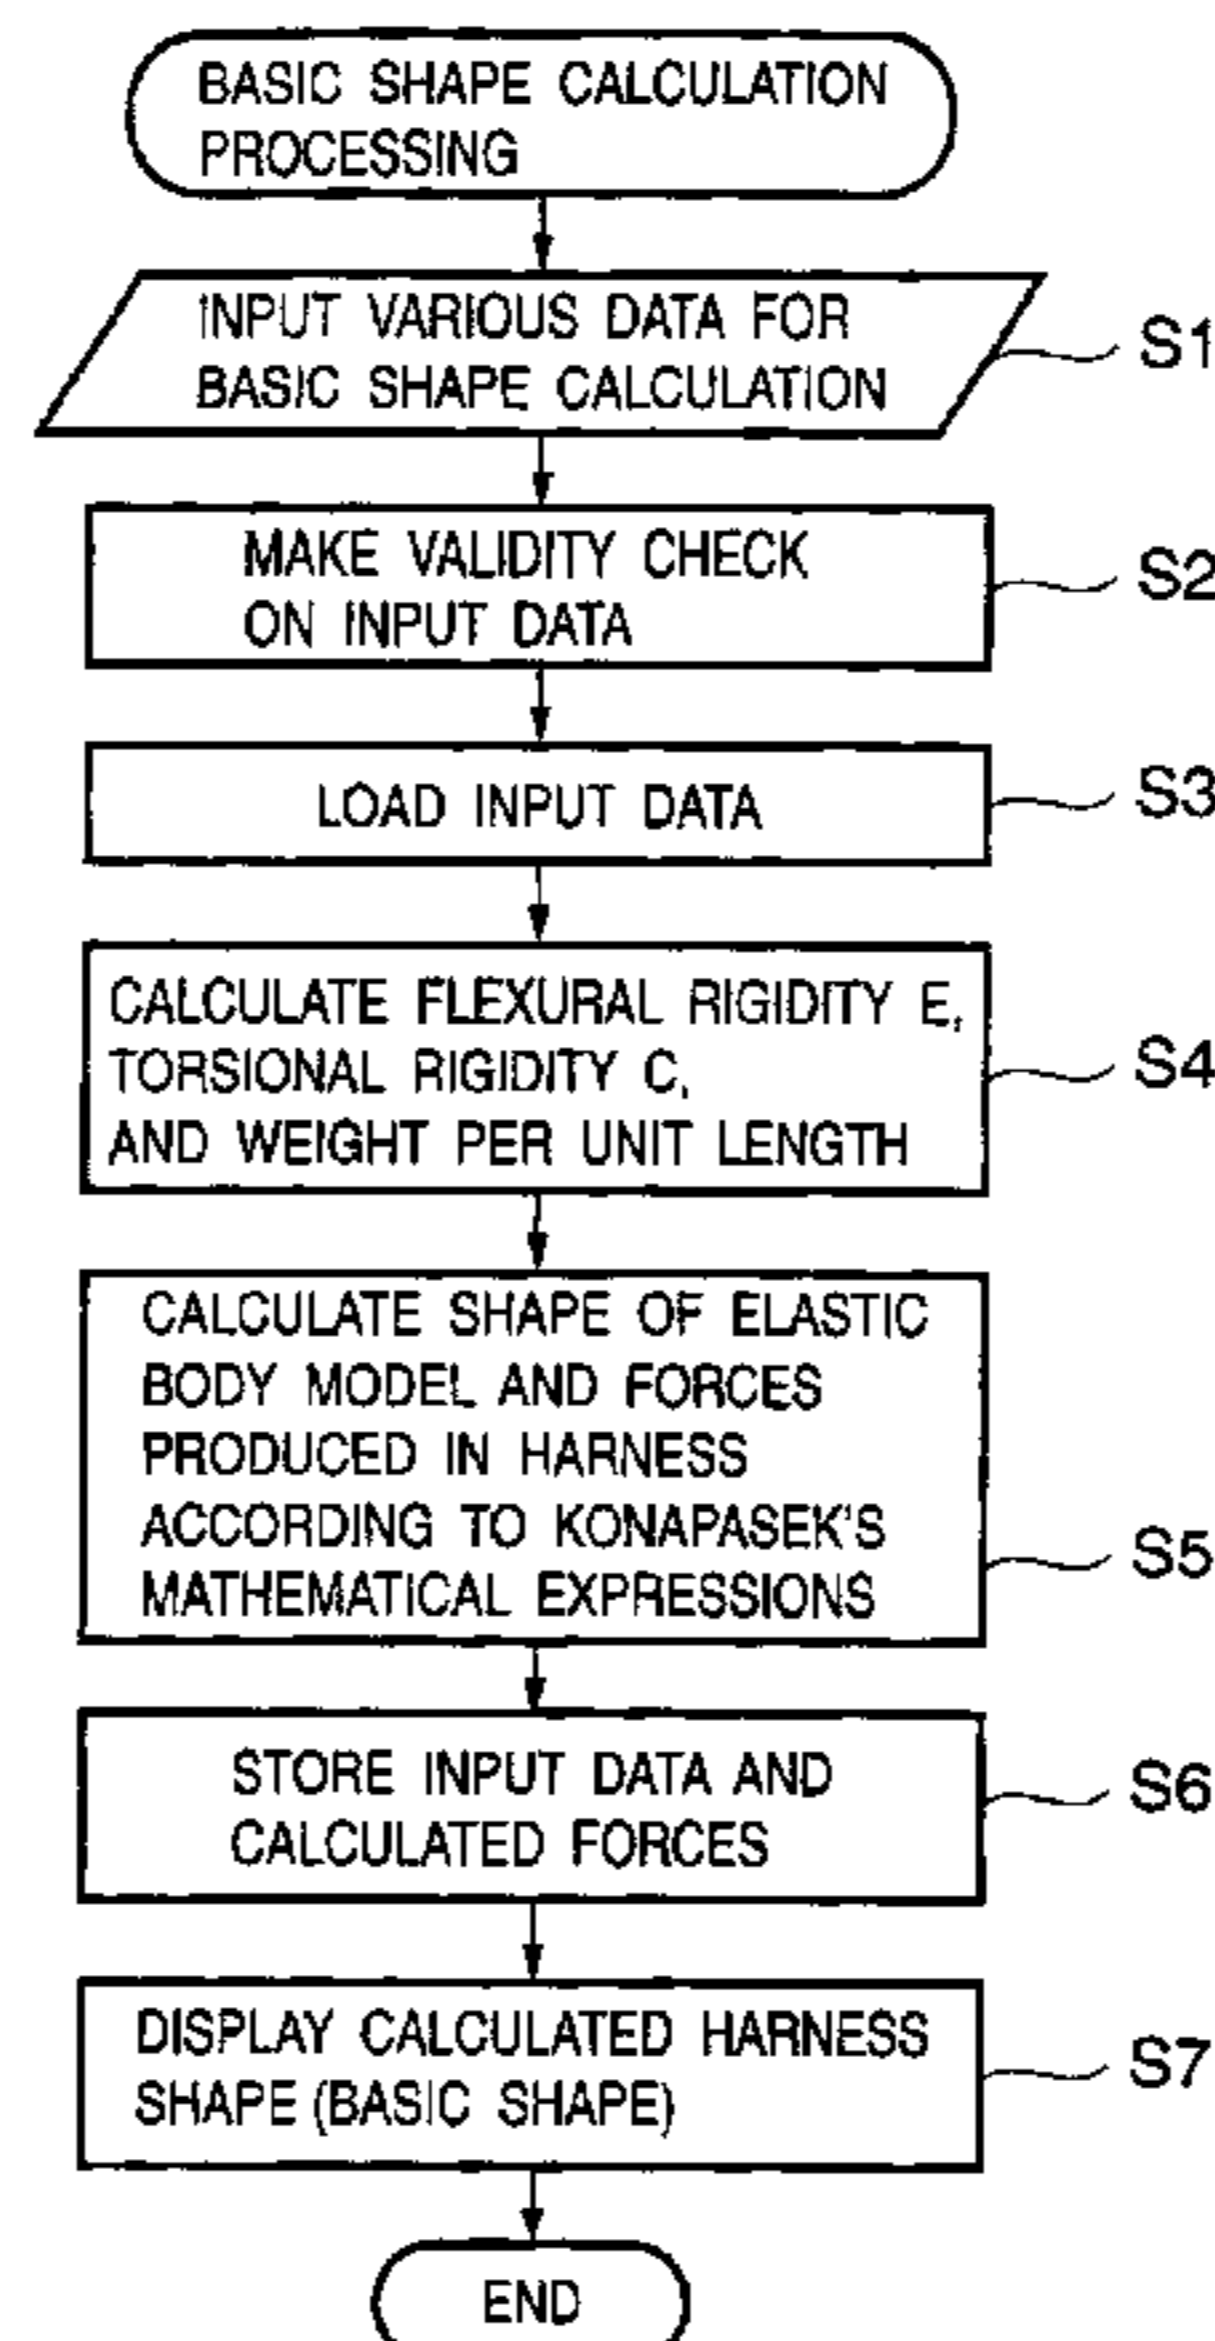 BASIC SHAPE CALCULATION
PROCESSING
INPUT VARIOUS DATA FOR
BASIC SHAPE CALCULATION
S1
MAKE VALIDITY CHECK
ON INPUT DATA
S2
LOAD INPUT DATA
S3
CALCULATE FLEXURAL RIGIDITY E,
TORSIONAL RIGIDITY C,
AND WEIGHT PER UNIT LENGTH
S4
CALCULATE SHAPE OF ELASTIC
BODY MODEL AND FORCES
PRODUCED IN HARNESS
ACCORDING TO KONAPASEK'S
MATHEMATICAL EXPRESSIONS
S5
STORE INPUT DATA AND
CALCULATED FORCES
S6
DISPLAY CALCULATED HARNESS
SHAPE (BASIC SHAPE)
S7
END